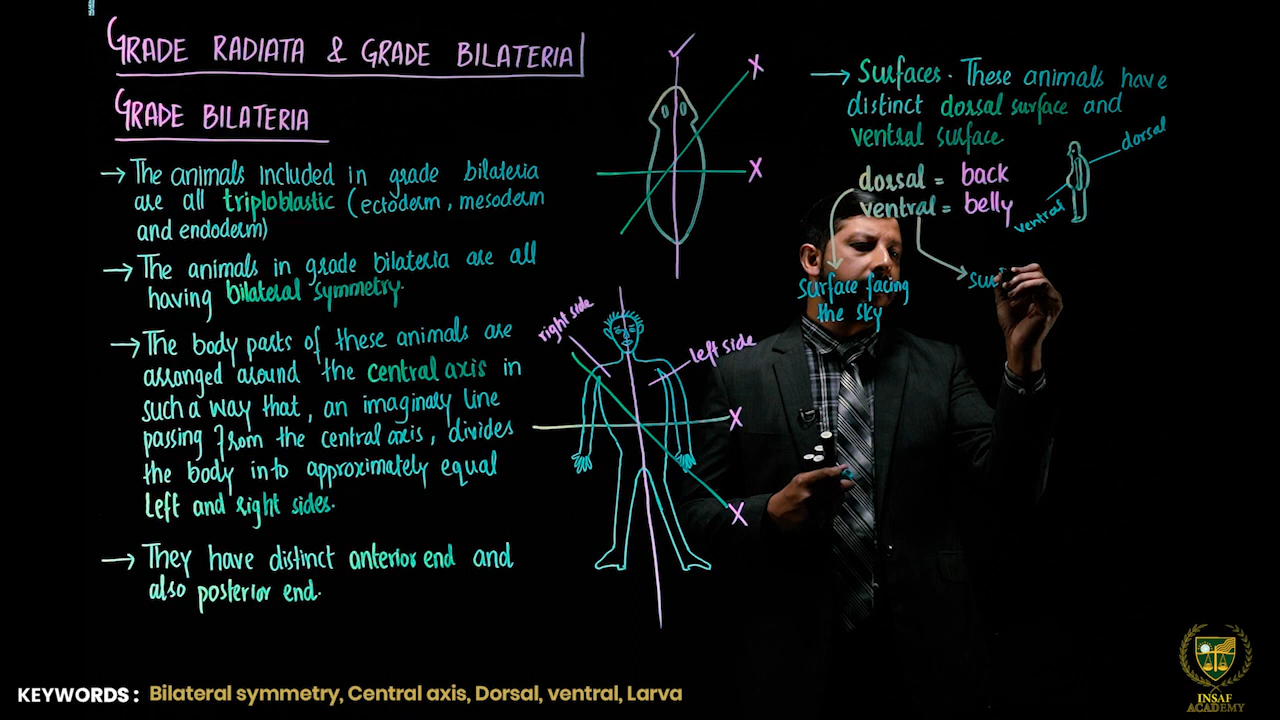 GRADE RADIATA & GRADE BILATERIA
GRADE BILATERIA
→ The animals included in grade bilateria
are all triploblastic (ectoderm, mesoderm
and endoderm)
→ The animals in grade bilateria are all
having bilateral symmetry.
→ The body parts of these animals are
arranged around the central axis in
such a way that, an imaginary line
passing from the central axis, divides
the body into approximately equal
left and right sides.
→ They have distinct anterior end and
also posterior end.
✓
X
X
right side
left side
X
X
→ Surfaces. These animals have
distinct dorsal surface and
ventral surface.
dorsal
dorsal = back
ventral = belly
ventral
Surface facing
the sky
Sur
KEYWORDS : Bilateral symmetry, Central axis, Dorsal, ventral, Larva
INSAF
ACADEMY